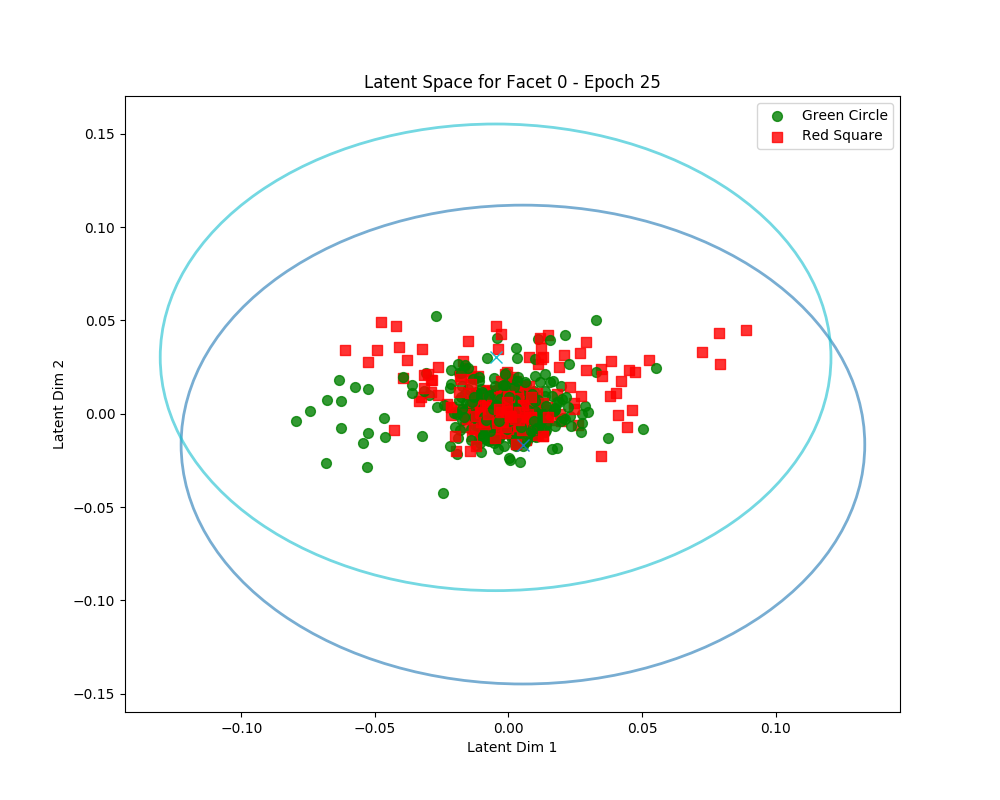 Latent Space for Facet 0 - Epoch 25
Green Circle
Red Square
0.15
0.10
0.05
0.00
−0.05
−0.10
−0.15
Latent Dim 2
−0.10
−0.05
0.00
0.05
0.10
Latent Dim 1